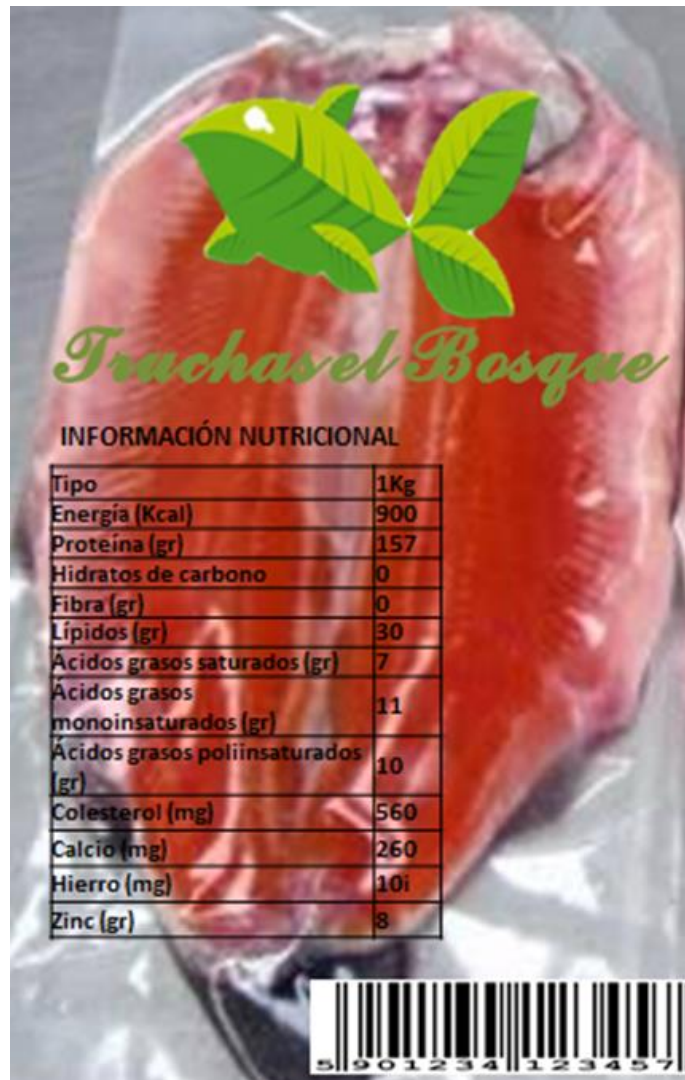 Truchas el Bosque
INFORMACIÓN NUTRICIONAL
Tipo 1Kg
Energía (Kcal) 900
Proteína (gr) 157
Hidratos de carbono 0
Fibra (gr) 0
Lípidos (gr) 30
Ácidos grasos saturados (gr) 7
Ácidos grasos
monoinsaturados (gr) 11
Ácidos grasos poliinsaturados
(gr) 10
Colesterol (mg) 560
Calcio (mg) 260
Hierro (mg) 10i
Zinc (gr) 8
5 901234 123457